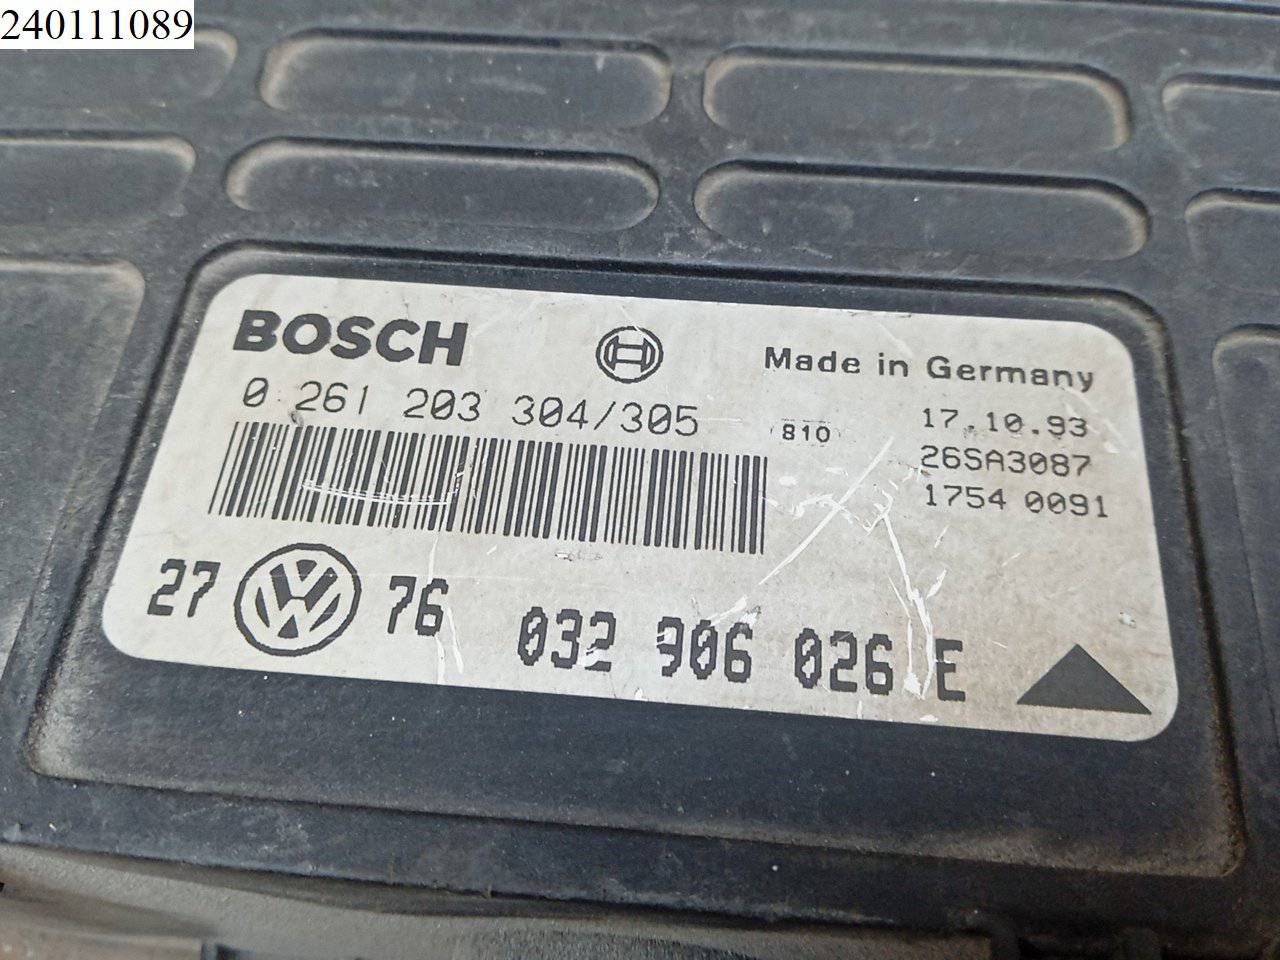 240111089
BOSCH
Made in Germany
0 261 203 304/305
810
17.10.93
26SA3087
1754 0091
27 VW 76 032 906 026 E